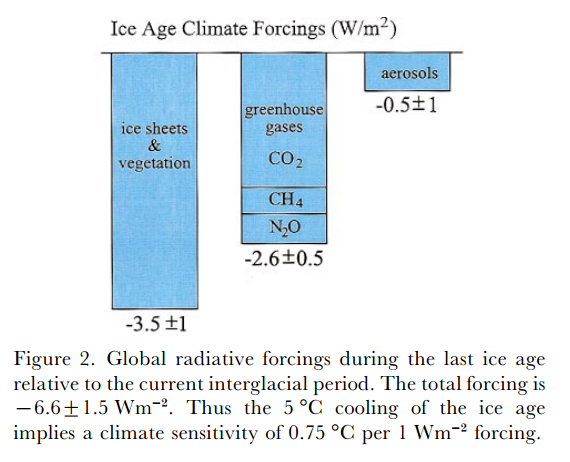 Ice Age Climate Forcings (W/m²)
aerosols
-0.5±1
greenhouse
gases
CO₂
ice sheets
&
vegetation
CH₄
N₂O
-2.6±0.5
-3.5 ±1
Figure 2. Global radiative forcings during the last ice age
relative to the current interglacial period. The total forcing is
−6.6±1.5 Wm⁻². Thus the 5 °C cooling of the ice age
implies a climate sensitivity of 0.75 °C per 1 Wm⁻² forcing.